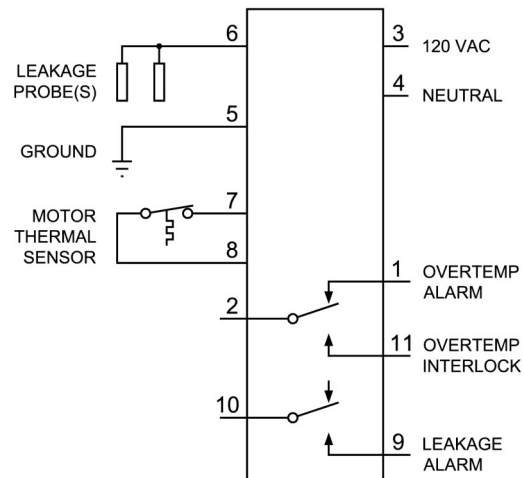 6
3
120 VAC
LEAKAGE
PROBE(S)
4
NEUTRAL
5
GROUND
7
MOTOR
THERMAL
SENSOR
8
1
OVERTEMP
ALARM
2
11
OVERTEMP
INTERLOCK
10
9
LEAKAGE
ALARM